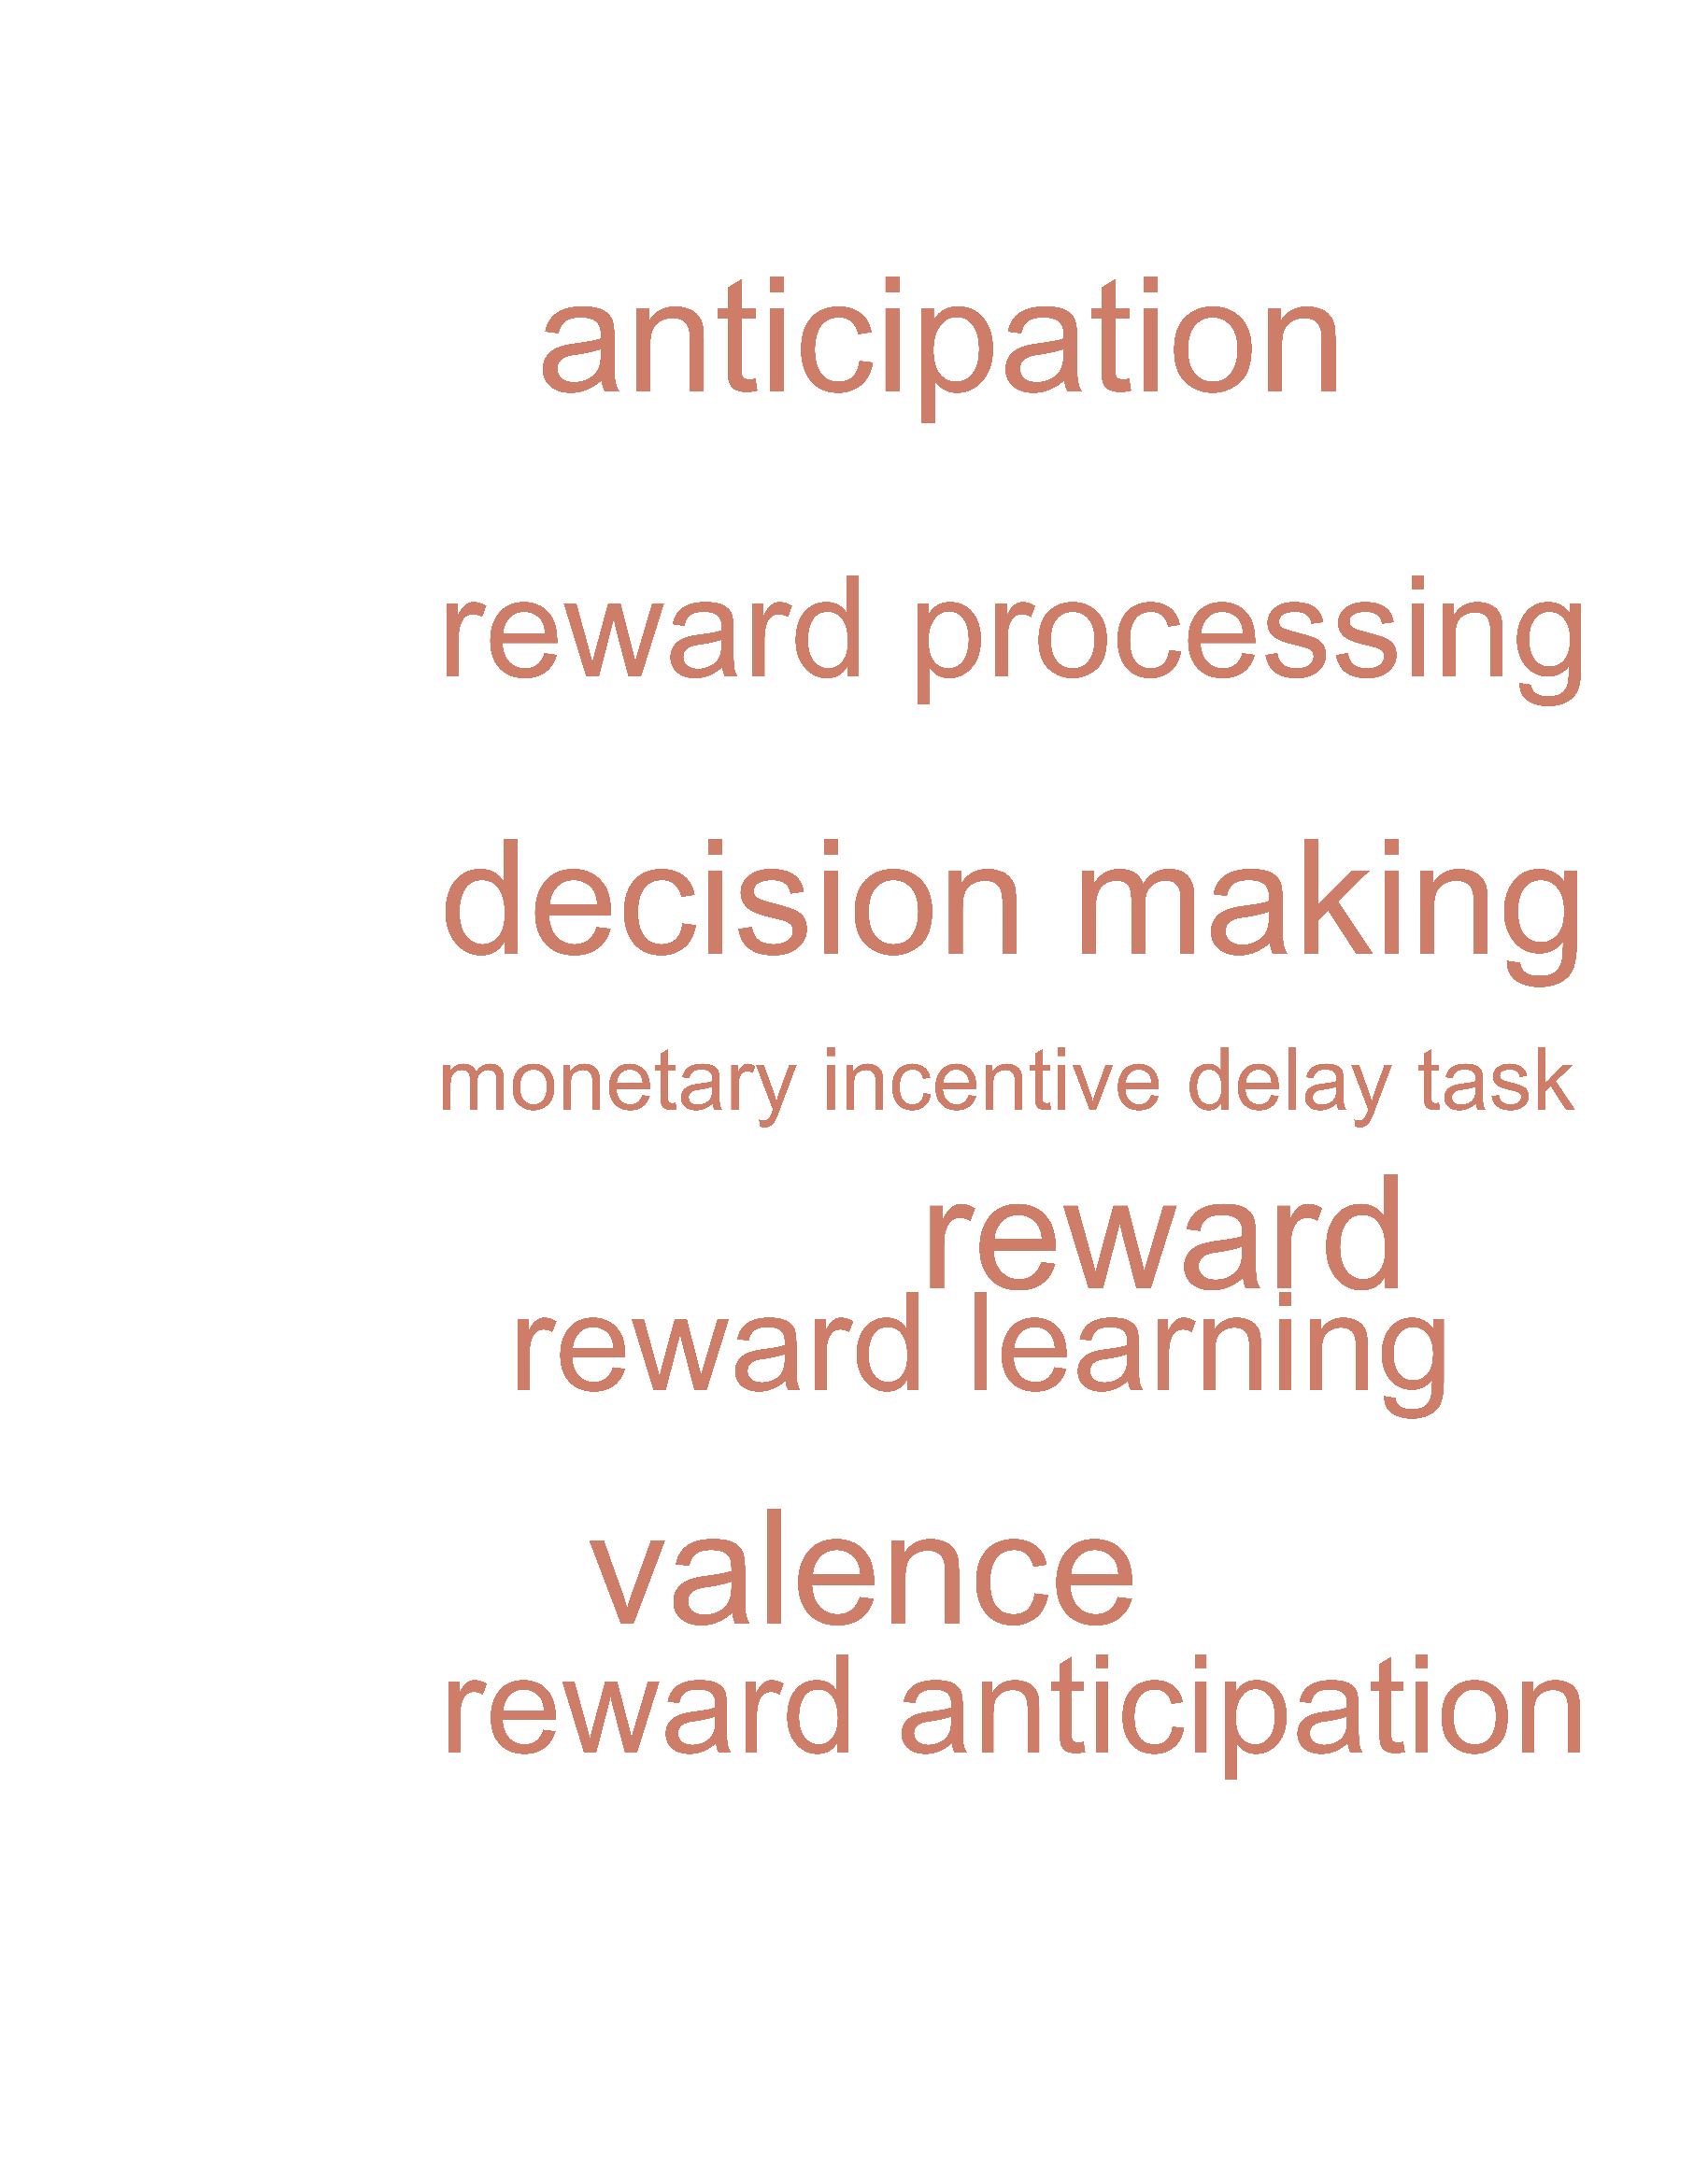 anticipation
reward processing
decision making
monetary incentive delay task
reward
reward learning
valence
reward anticipation